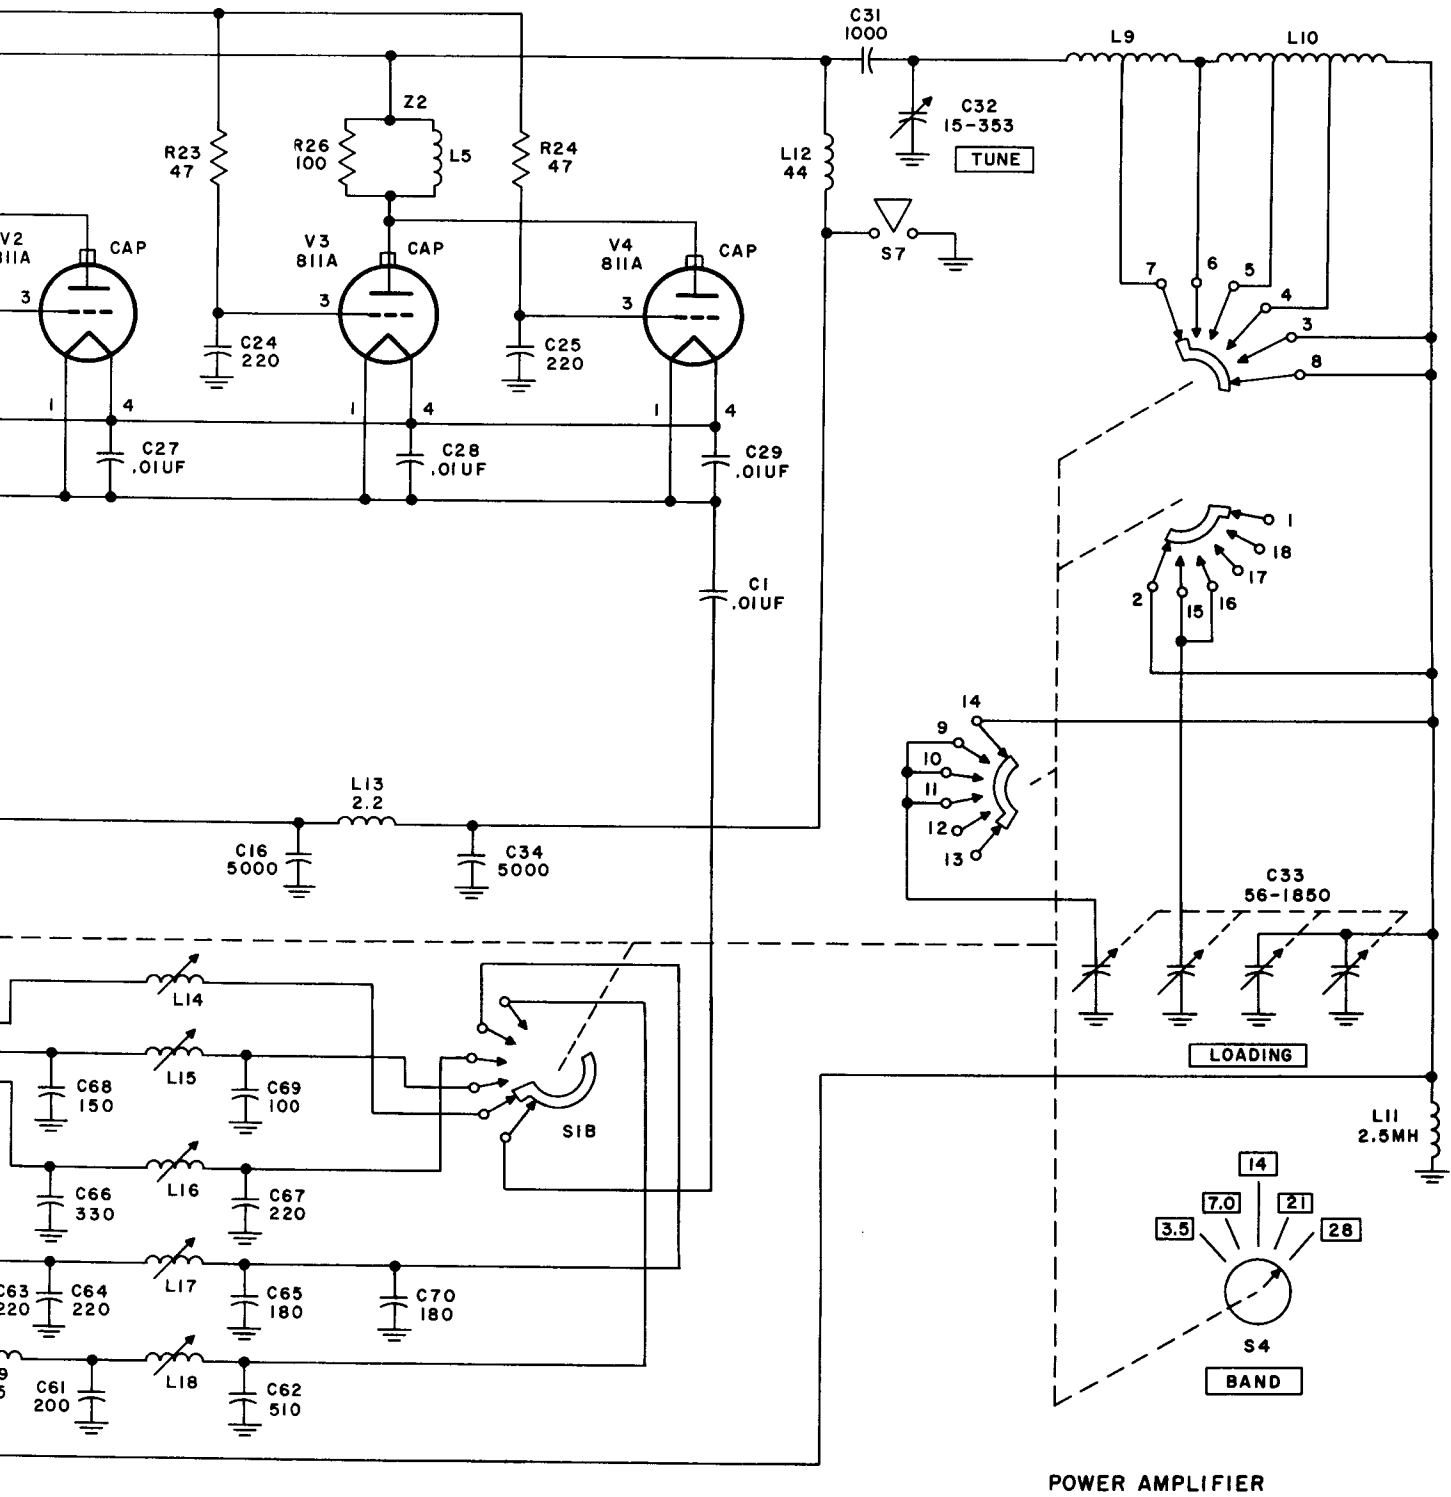 C31
1000
L9
L10
Z2
C32
15-353
TUNE
R23
47
R26
100
L5
R24
47
L12
44
S7
V2
811A
CAP
V3
811A
CAP
V4
811A
CAP
3
3
3
7
6
5
4
3
8
C24
220
C25
220
1
4
1
4
1
4
C27
.01UF
C28
.01UF
C29
.01UF
1
18
17
16
15
2
C1
.01UF
14
9
10
11
12
13
L13
2.2
C16
5000
C34
5000
C33
56-1850
L14
LOADING
C68
150
L15
C69
100
S1B
L11
2.5MH
C66
330
L16
C67
220
14
7.0
21
3.5
28
C63
220
C64
220
L17
C65
180
C70
180
S4
BAND
C61
200
L18
C62
510
POWER AMPLIFIER